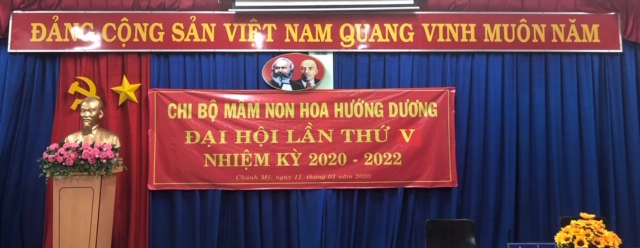 ĐẢNG CỘNG SẢN VIỆT NAM QUANG VINH MUÔN NĂM
CHI BỘ MẦM NON HOA HƯỚNG DƯƠNG
ĐẠI HỘI LẦN THỨ V
NHIỆM KỲ 2020 - 2022
Chánh Mỹ, ngày 11 tháng 01 năm 2020